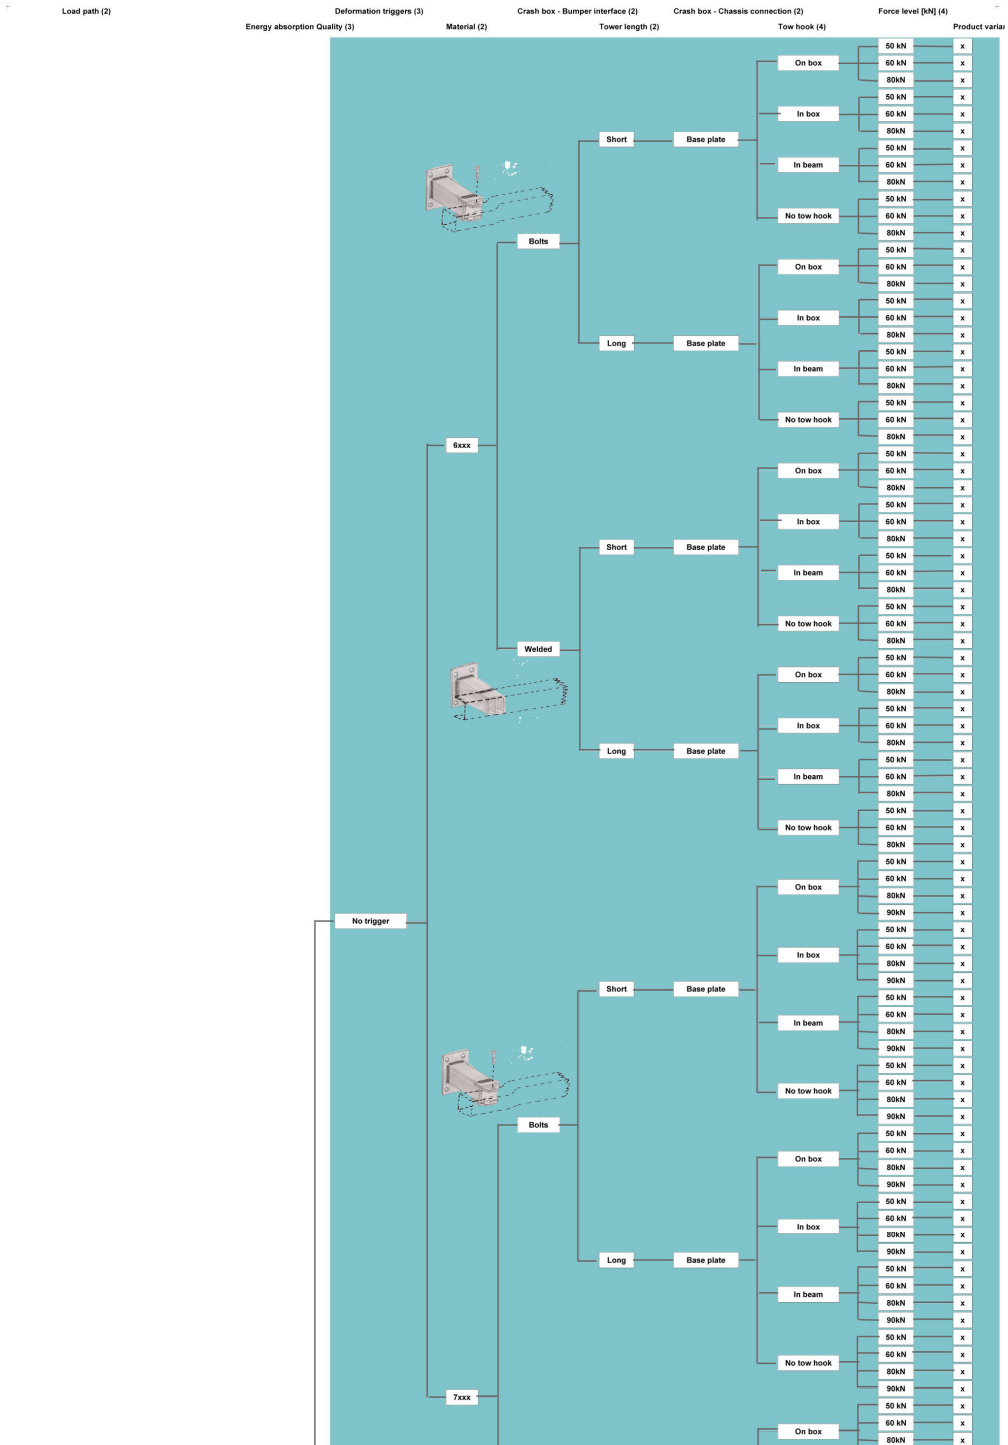 Load path (2) Deformation triggers (3) Crash box - Bumper interface (2) Crash box - Chassis connection (2) Force level [kN] (4)
Energy absorption Quality (3) Material (2) Tower length (2) Tow hook (4) Product varian
50 kN x
On box 60 kN x
80kN x
50 kN x
In box 60 kN x
80kN x
Short Base plate
50 kN x
In beam 60 kN x
80kN x
50 kN x
No tow hook 60 kN x
80kN x
Bolts
50 kN x
On box 60 kN x
80kN x
50 kN x
In box 60 kN x
80kN x
Long Base plate
50 kN x
In beam 60 kN x
80kN x
50 kN x
No tow hook 60 kN x
80kN x
6xxx
50 kN x
On box 60 kN x
80kN x
50 kN x
In box 60 kN x
80kN x
Short Base plate
50 kN x
In beam 60 kN x
80kN x
50 kN x
No tow hook 60 kN x
80kN x
Welded
50 kN x
On box 60 kN x
80kN x
50 kN x
In box 60 kN x
80kN x
Long Base plate
50 kN x
In beam 60 kN x
80kN x
50 kN x
No tow hook 60 kN x
80kN x
50 kN x
60 kN x
On box
80kN x
90kN x
No trigger
50 kN x
60 kN x
In box
80kN x
90kN x
Short Base plate
50 kN x
60 kN x
In beam
80kN x
90kN x
50 kN x
60 kN x
No tow hook
80kN x
90kN x
Bolts
50 kN x
60 kN x
On box
80kN x
90kN x
50 kN x
60 kN x
In box
80kN x
90kN x
Long Base plate
50 kN x
60 kN x
In beam
80kN x
90kN x
50 kN x
60 kN x
No tow hook
80kN x
90kN x
7xxx
50 kN x
60 kN x
On box
80kN x